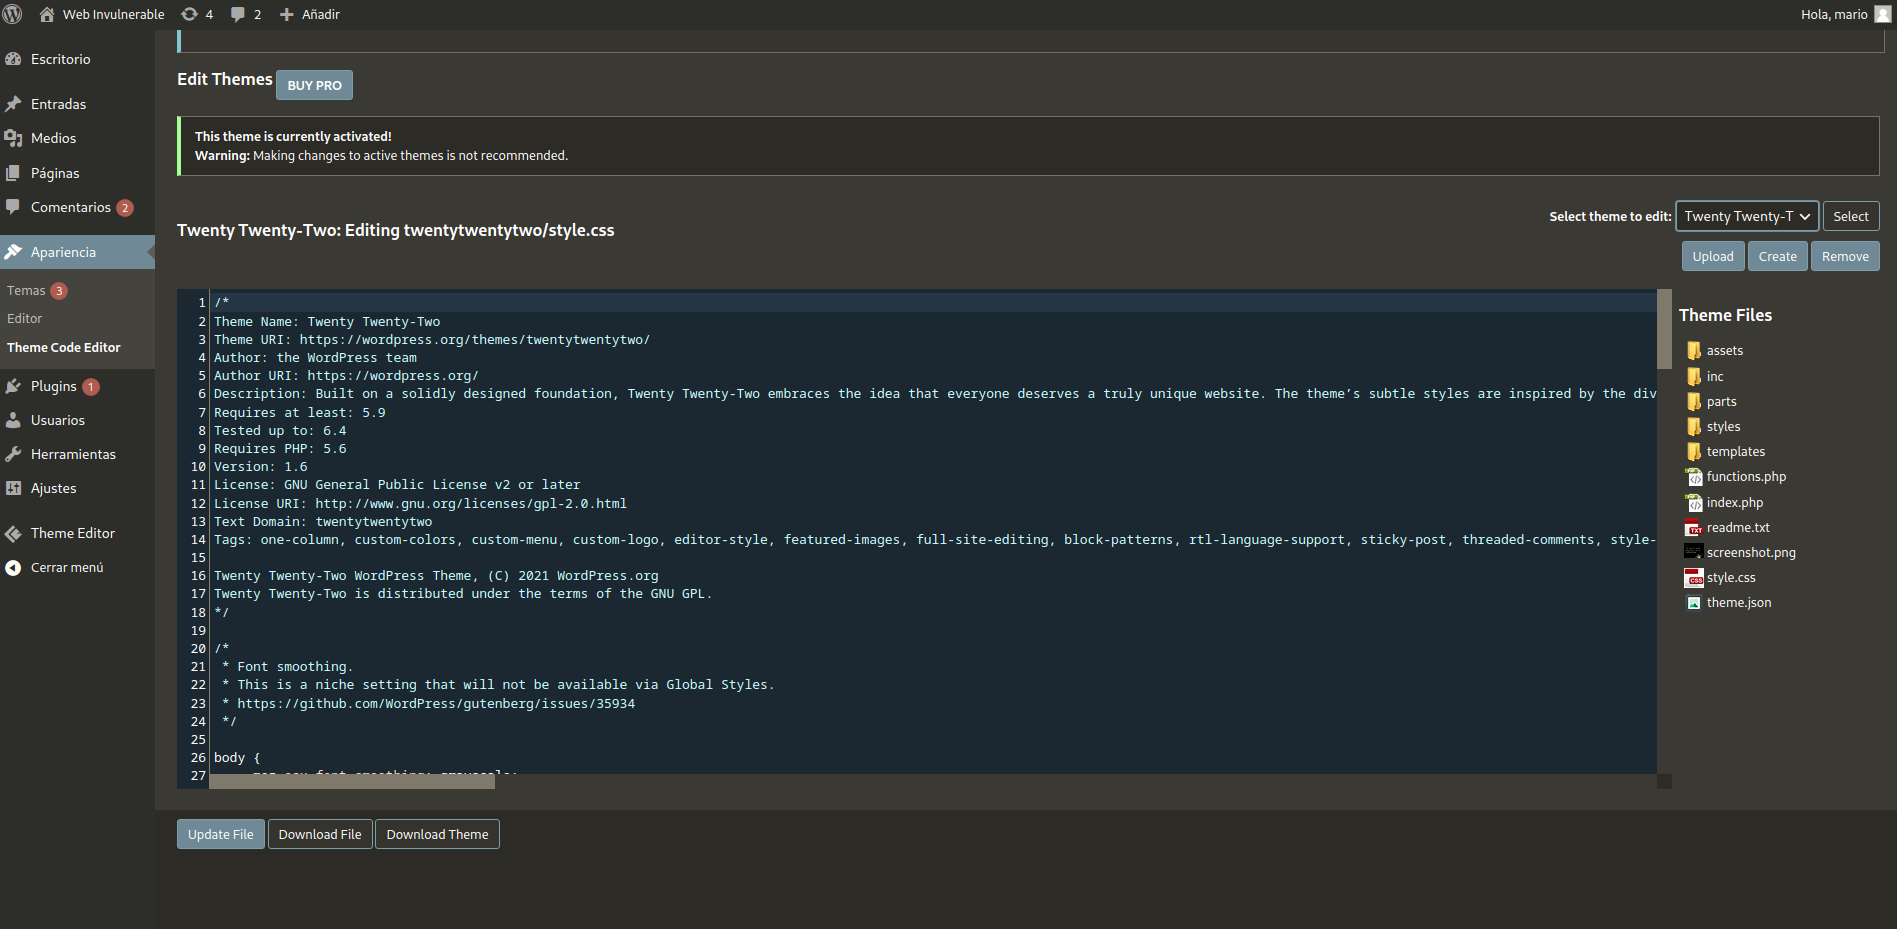 Web Invulnerable 4 2 Añadir Hola, mario
Escritorio
Entradas
Medios
Páginas
Comentarios 2
Apariencia
Temas 3
Editor
Theme Code Editor
Plugins 1
Usuarios
Herramientas
Ajustes
Theme Editor
Cerrar menú
Edit Themes BUY PRO
This theme is currently activated!
Warning: Making changes to active themes is not recommended.
Twenty Twenty-Two: Editing twentytwentytwo/style.css
Select theme to edit: Twenty Twenty-T Select
Upload Create Remove
1 /*
2 Theme Name: Twenty Twenty-Two
3 Theme URI: https://wordpress.org/themes/twentytwentytwo/
4 Author: the WordPress team
5 Author URI: https://wordpress.org/
6 Description: Built on a solidly designed foundation, Twenty Twenty-Two embraces the idea that everyone deserves a truly unique website. The theme’s subtle styles are inspired by the div
7 Requires at least: 5.9
8 Tested up to: 6.4
9 Requires PHP: 5.6
10 Version: 1.6
11 License: GNU General Public License v2 or later
12 License URI: http://www.gnu.org/licenses/gpl-2.0.html
13 Text Domain: twentytwentytwo
14 Tags: one-column, custom-colors, custom-menu, custom-logo, editor-style, featured-images, full-site-editing, block-patterns, rtl-language-support, sticky-post, threaded-comments, style-
15
16 Twenty Twenty-Two WordPress Theme, (C) 2021 WordPress.org
17 Twenty Twenty-Two is distributed under the terms of the GNU GPL.
18 */
19
20 /*
21 * Font smoothing.
22 * This is a niche setting that will not be available via Global Styles.
23 * https://github.com/WordPress/gutenberg/issues/35934
24 */
25
26 body {
27
Theme Files
assets
inc
parts
styles
templates
functions.php
index.php
readme.txt
screenshot.png
style.css
theme.json
Update File Download File Download Theme